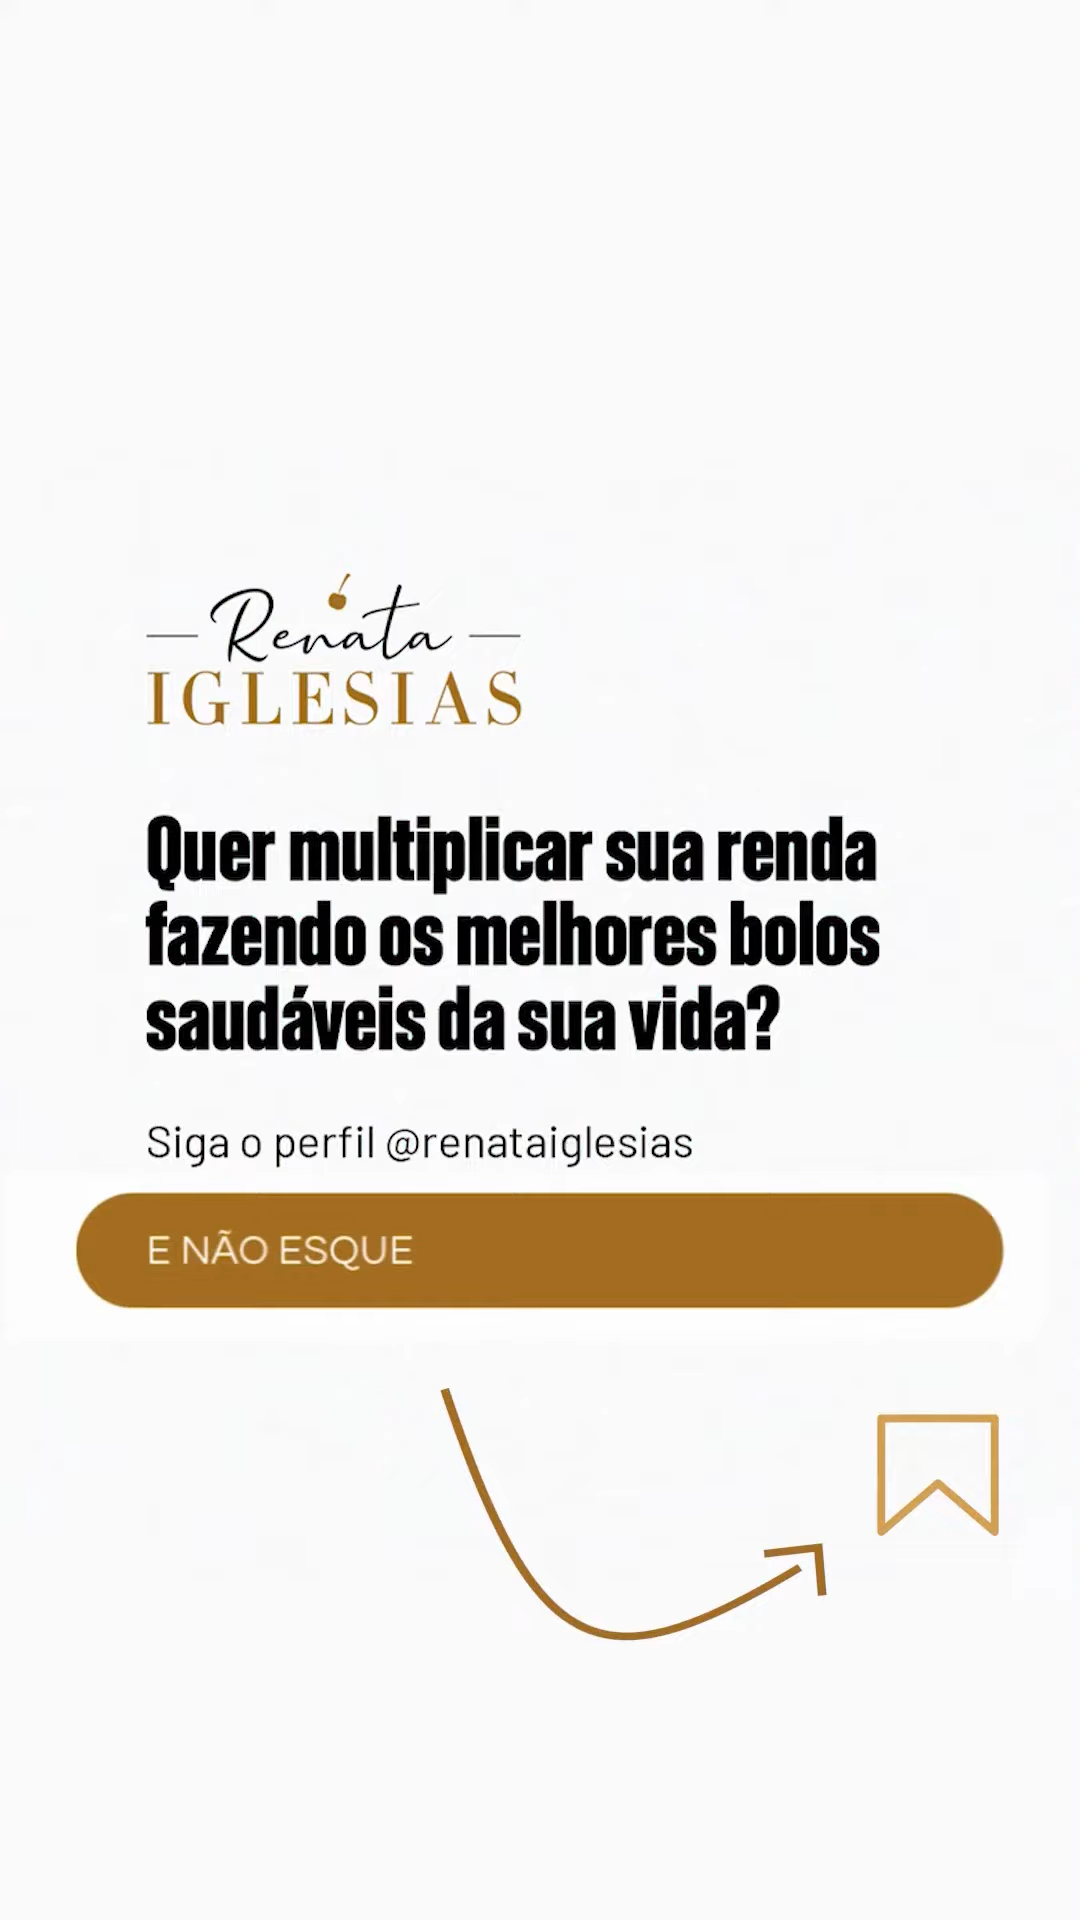 Renata
IGLESIAS
Quer multiplicar sua renda
fazendo os melhores bolos
saudáveis da sua vida?
Siga o perfil @renataiglesias
E NÃO ESQUE